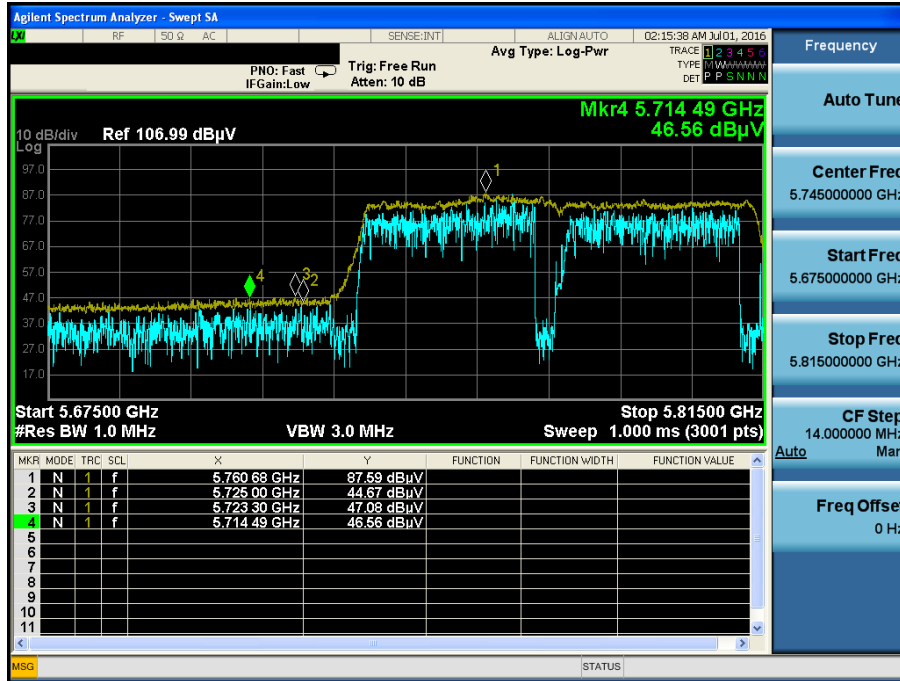 Agilent Spectrum Analyzer - Swept SA
LXI RF 50 Ω AC SENSE:INT ALIGN AUTO 02:15:38 AM Jul 01, 2016
Frequency
PNO: Fast
IFGain:Low
Trig: Free Run
Atten: 10 dB
Avg Type: Log-Pwr
TRACE 1 2 3 4 5 6
TYPE M W W W W W
DET P P S N N N
Auto Tune
Mkr4 5.714 49 GHz
46.56 dBµV
10 dB/div Ref 106.99 dBµV
Log
97.0
87.0
77.0
67.0
57.0
47.0
37.0
27.0
17.0
1
4
3
2
Center Freq
5.745000000 GHz
Start Freq
5.675000000 GHz
Stop Freq
5.815000000 GHz
Start 5.67500 GHz Stop 5.81500 GHz
#Res BW 1.0 MHz VBW 3.0 MHz Sweep 1.000 ms (3001 pts)
CF Step
14.000000 MHz
Auto Man
Freq Offset
0 Hz
MKR MODE TRC SCL X Y FUNCTION FUNCTION WIDTH FUNCTION VALUE
1 N 1 f 5.760 68 GHz 87.59 dBµV
2 N 1 f 5.725 00 GHz 44.67 dBµV
3 N 1 f 5.723 30 GHz 47.08 dBµV
4 N 1 f 5.714 49 GHz 46.56 dBµV
5
6
7
8
9
10
11
MSG STATUS